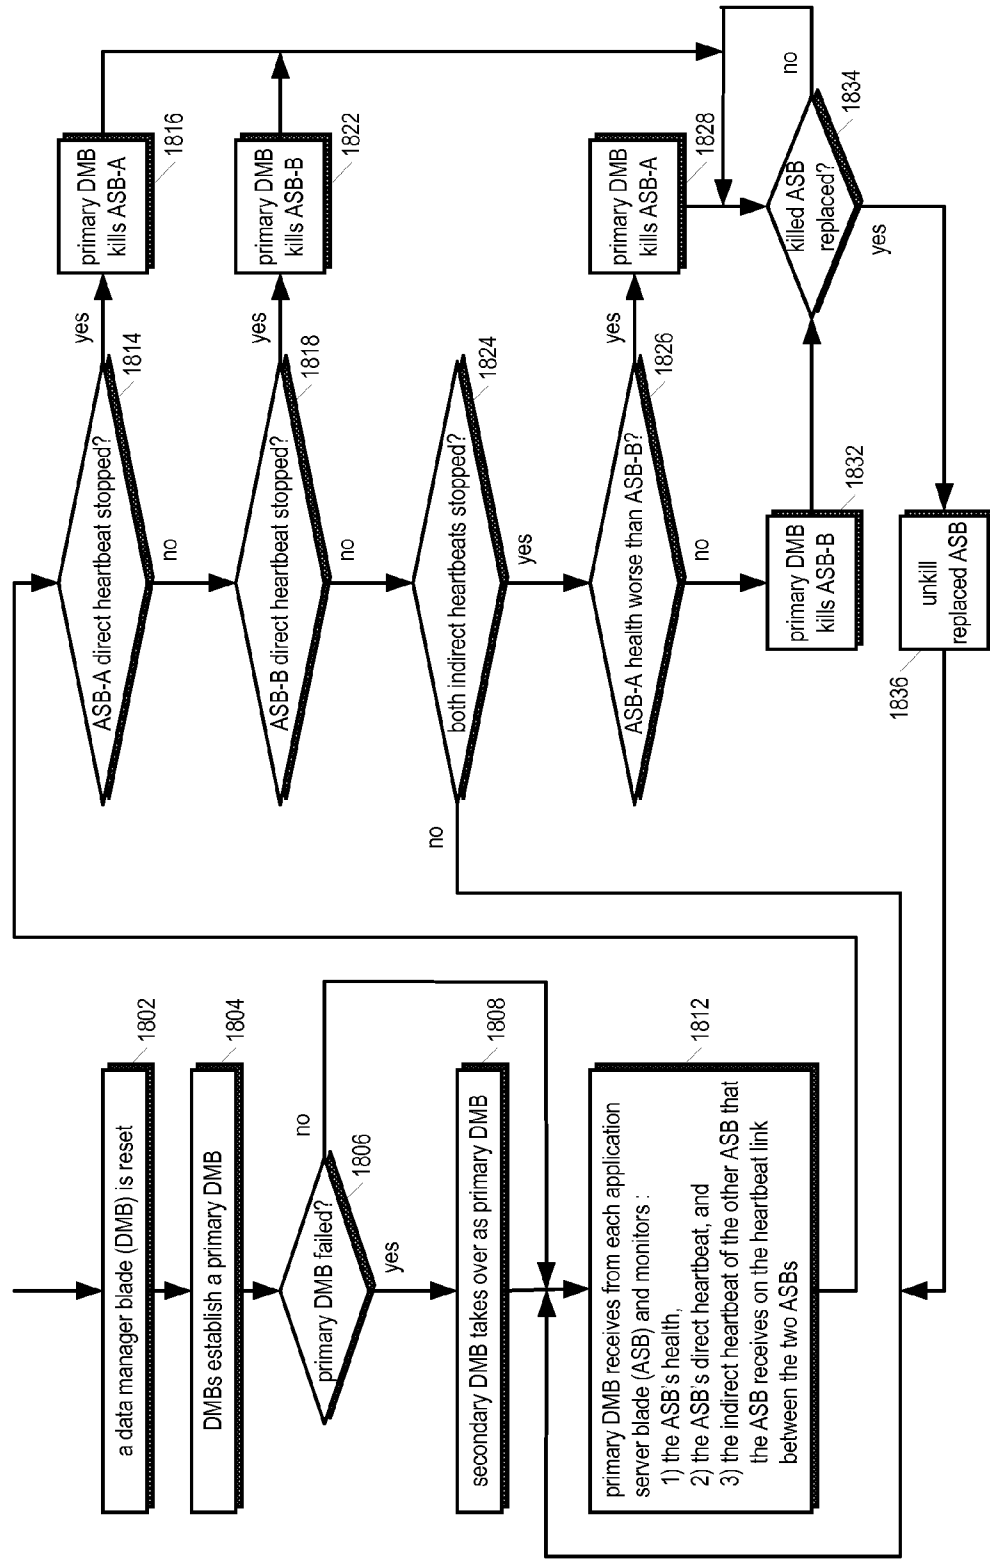 a data manager blade (DMB) is reset
1802
DMBs establish a primary DMB
1804
primary DMB failed?
1806
no
yes
secondary DMB takes over as primary DMB
1808
primary DMB receives from each application
server blade (ASB) and monitors :
1) the ASB's health,
2) the ASB's direct heartbeat, and
3) the indirect heartbeat of the other ASB that
the ASB receives on the heartbeat link
between the two ASBs
1812
ASB-A direct heartbeat stopped?
1814
yes
no
primary DMB
kills ASB-A
1816
ASB-B direct heartbeat stopped?
1818
yes
no
primary DMB
kills ASB-B
1822
both indirect heartbeats stopped?
1824
no
yes
ASB-A health worse than ASB-B?
1826
yes
no
primary DMB
kills ASB-A
1828
primary DMB
kills ASB-B
1832
killed ASB
replaced?
1834
no
yes
unkill
replaced ASB
1836